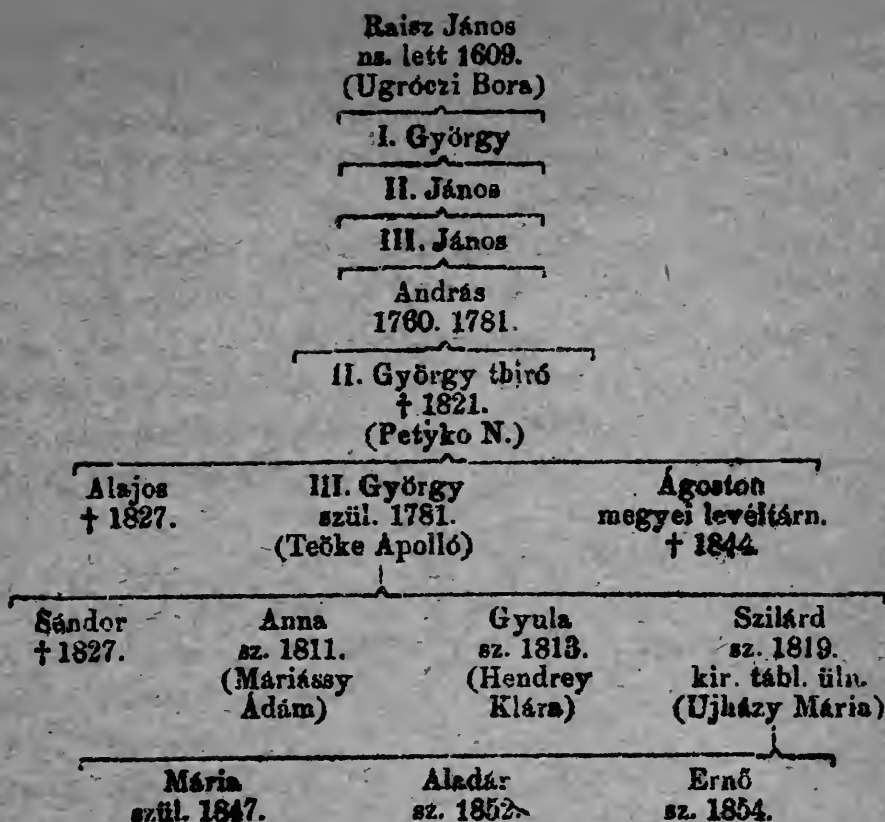 Raisz János
ns. lett 1609.
(Ugróczi Bora)
I. György
II. János
III. János
András
1760. 1781.
II. György tbiró
† 1821.
(Petyko N.)
Alajos III. György Ágoston
† 1827. szül. 1781. megyei levéltárn.
(Teöke Apolló) † 1844.
Sándor Anna Gyula Szilárd
† 1827. sz. 1811. sz. 1813. sz. 1819.
(Máriássy (Hendrey kir. tábl. üln.
Ádám) Klára) (Ujházy Mária)
Mária Aladár Ernő
szül. 1847. sz. 1852. sz. 1854.